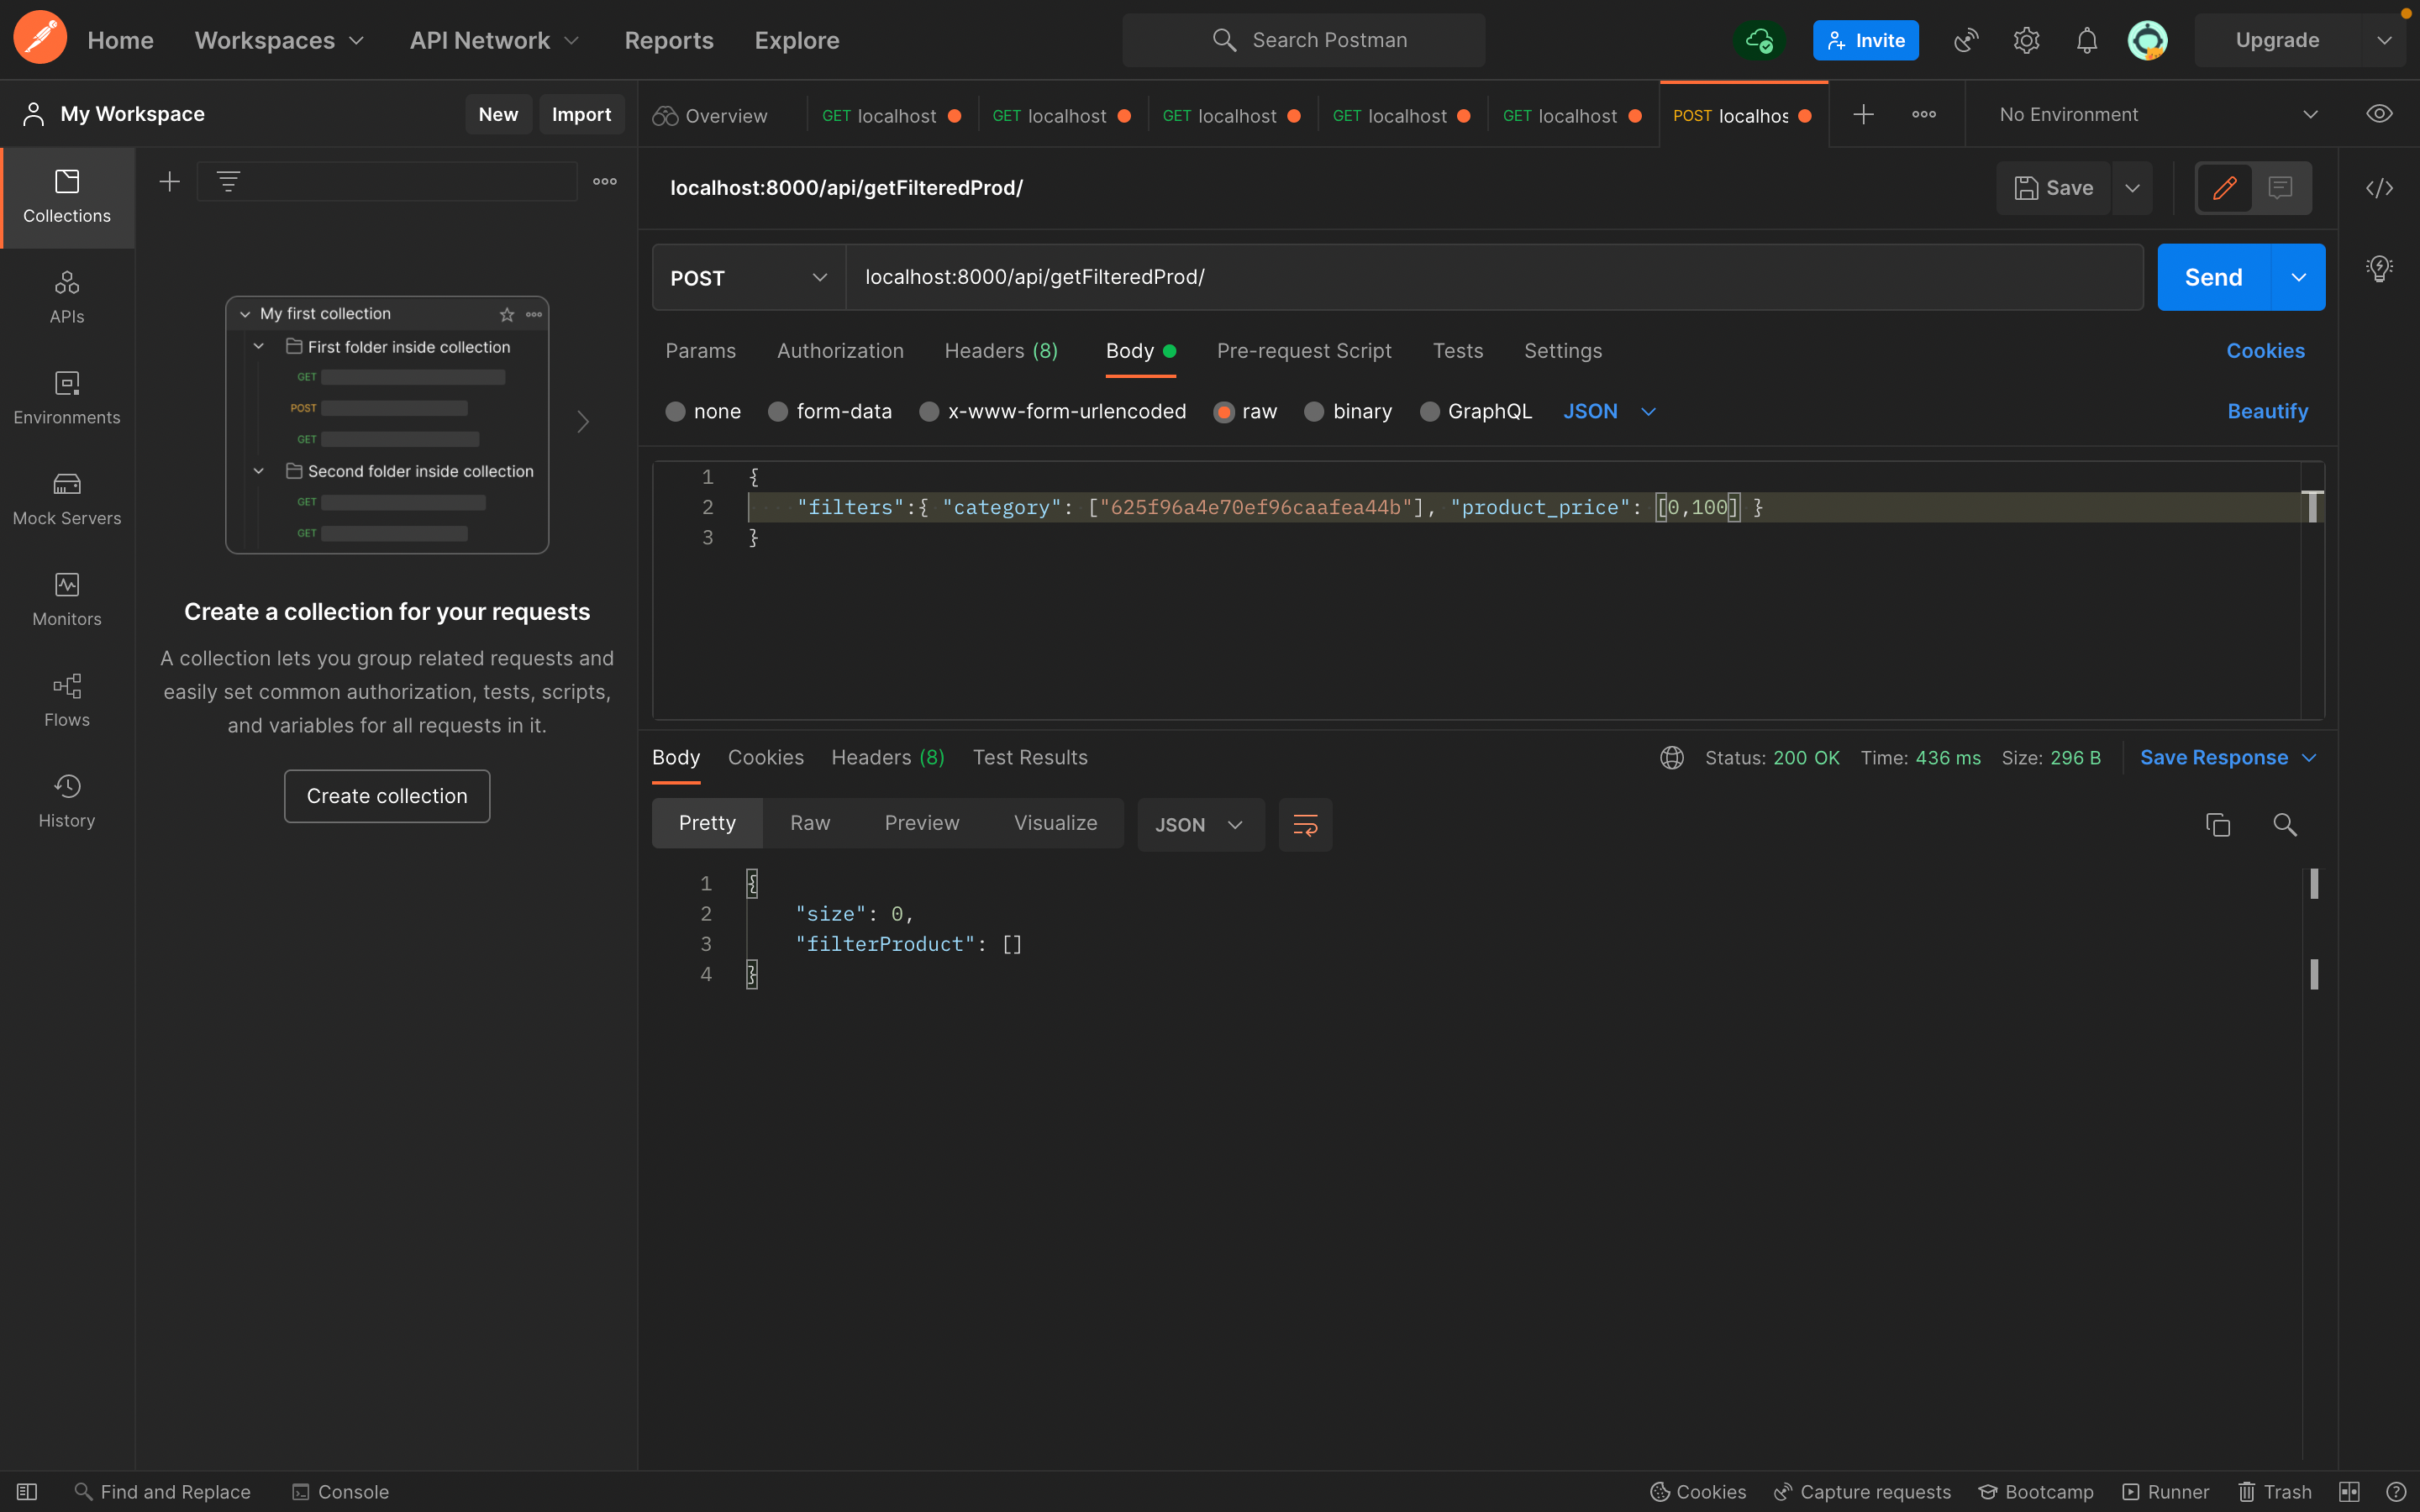 Home Workspaces API Network Reports Explore Search Postman Invite Upgrade
My Workspace New Import Overview GET localhost GET localhost GET localhost GET localhost GET localhost POST localhos No Environment
Collections
APIs
Environments
Mock Servers
Monitors
Flows
History
My first collection
First folder inside collection
GET
POST
GET
Second folder inside collection
GET
GET
Create a collection for your requests
A collection lets you group related requests and
easily set common authorization, tests, scripts,
and variables for all requests in it.
Create collection
localhost:8000/api/getFilteredProd/ Save
POST localhost:8000/api/getFilteredProd/ Send
Params Authorization Headers (8) Body Pre-request Script Tests Settings Cookies
none form-data x-www-form-urlencoded raw binary GraphQL JSON Beautify
1 {
2 "filters":{ "category": ["625f96a4e70ef96caafea44b"], "product_price": [0,100] }
3 }
Body Cookies Headers (8) Test Results Status: 200 OK Time: 436 ms Size: 296 B Save Response
Pretty Raw Preview Visualize JSON
1 {
2 "size": 0,
3 "filterProduct": []
4 }
Find and Replace Console Cookies Capture requests Bootcamp Runner Trash